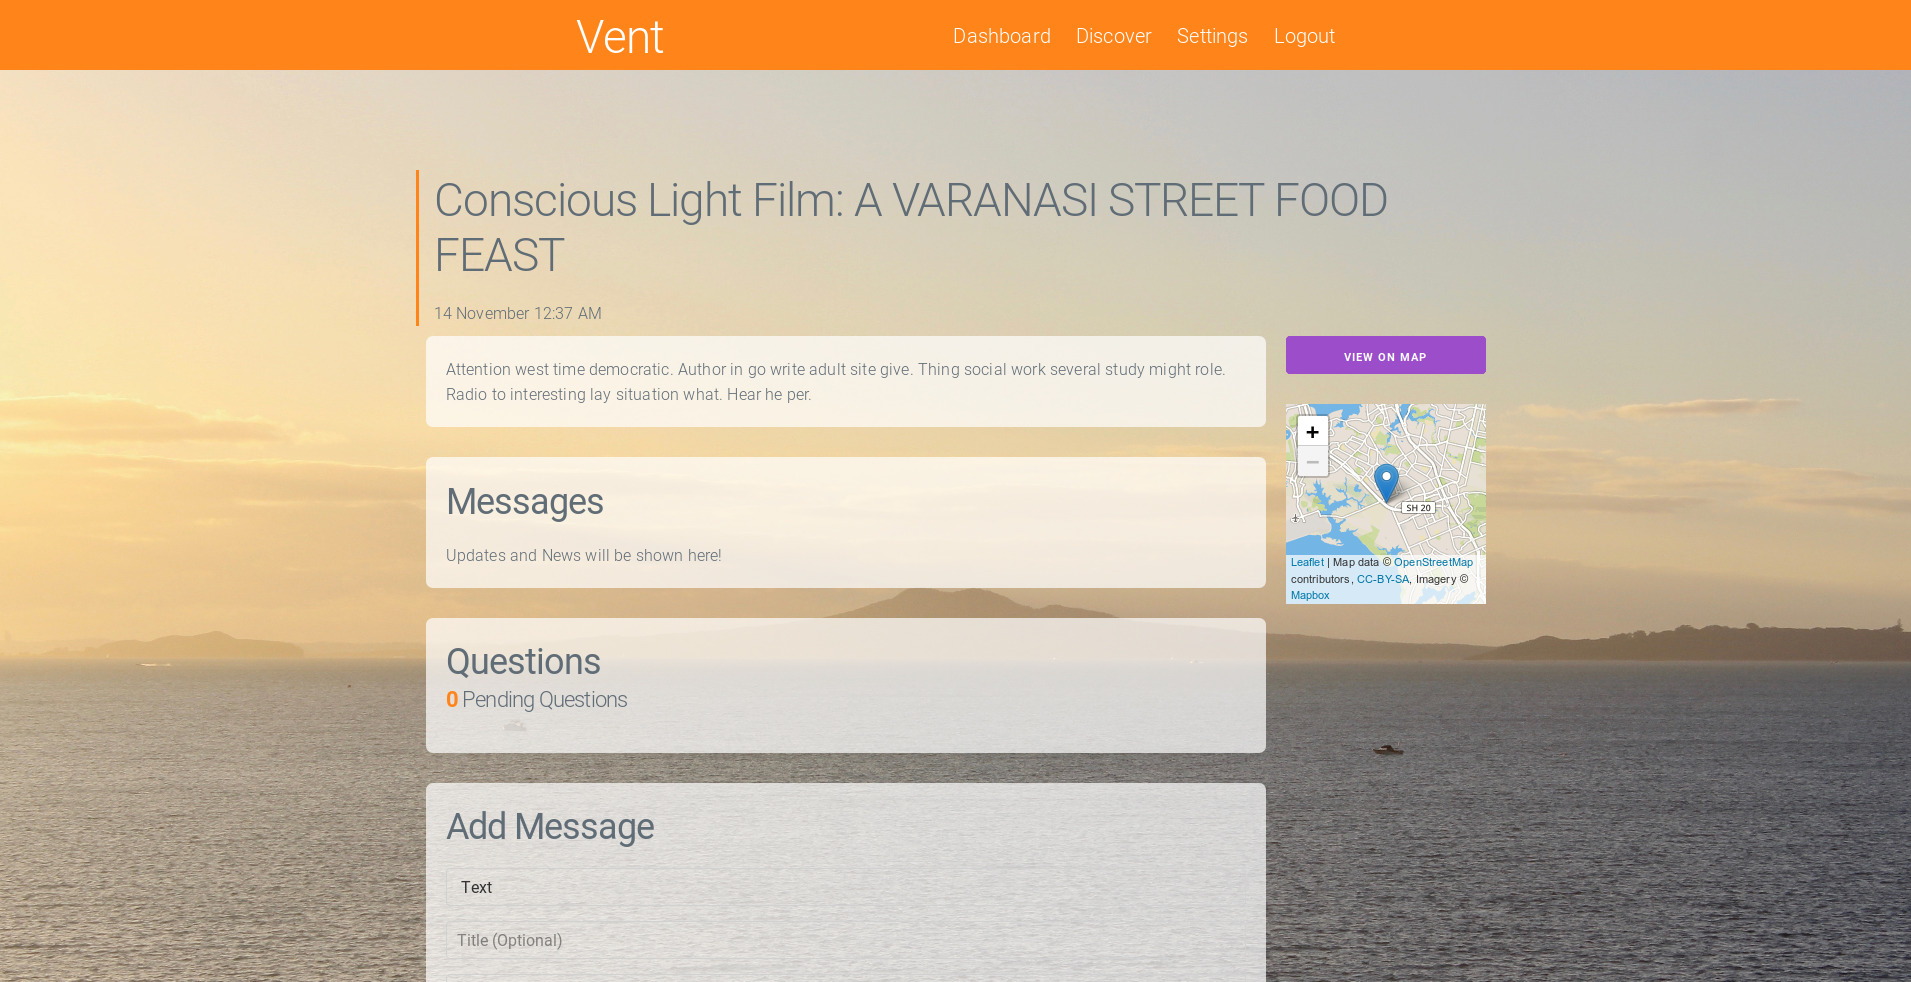 Vent
Dashboard Discover Settings Logout
Conscious Light Film: A VARANASI STREET FOOD
FEAST
14 November 12:37 AM
Attention west time democratic. Author in go write adult site give. Thing social work several study might role.
Radio to interesting lay situation what. Hear he per.
VIEW ON MAP
+
−
SH 20
Leaflet | Map data © OpenStreetMap
contributors, CC-BY-SA, Imagery ©
Mapbox
Messages
Updates and News will be shown here!
Questions
0 Pending Questions
Add Message
Text
Title (Optional)